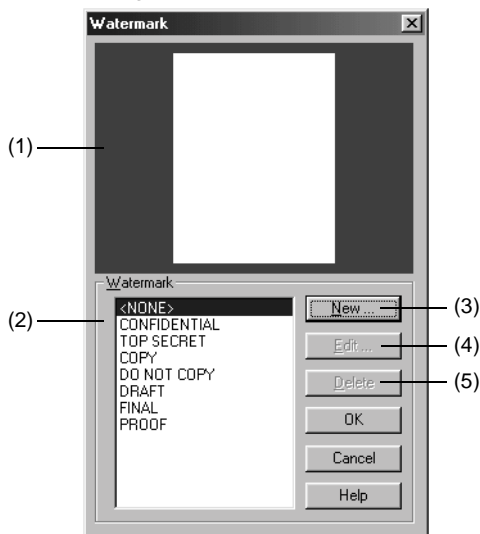 Watermark
(1)
Watermark
(2)
<NONE>
CONFIDENTIAL
TOP SECRET
COPY
DO NOT COPY
DRAFT
FINAL
PROOF
New ... (3)
Edit ... (4)
Delete (5)
OK
Cancel
Help